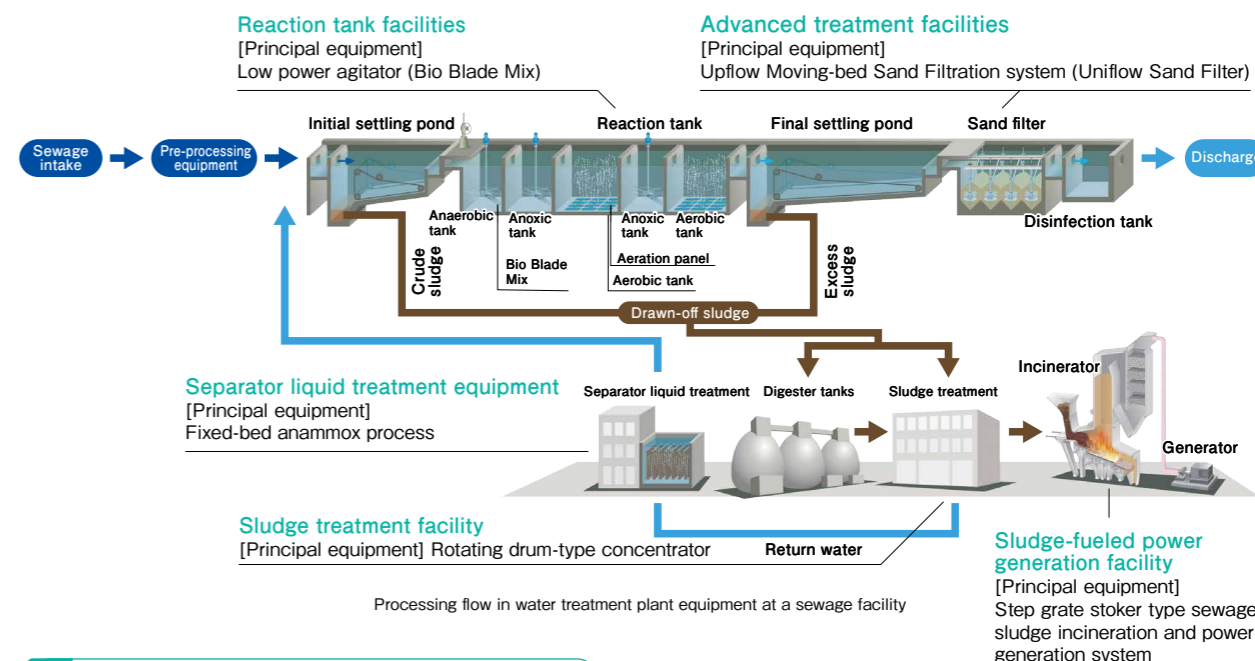 Reaction tank facilities
[Principal equipment]
Low power agitator (Bio Blade Mix)
Advanced treatment facilities
[Principal equipment]
Upflow Moving-bed Sand Filtration system (Uniflow Sand Filter)
Initial settling pond
Reaction tank
Final settling pond
Sand filter
Sewage
intake
Pre-processing
equipment
Discharge
Anaerobic
tank
Anoxic
tank
Anoxic
tank
Aerobic
tank
Disinfection tank
Bio Blade
Mix
Aeration panel
Aerobic tank
Crude
sludge
Excess
sludge
Drawn-off sludge
Separator liquid treatment equipment
[Principal equipment]
Fixed-bed anammox process
Separator liquid treatment
Digester tanks
Sludge treatment
Incinerator
Generator
Sludge treatment facility
[Principal equipment] Rotating drum-type concentrator
Return water
Sludge-fueled power
generation facility
[Principal equipment]
Step grate stoker type sewage
sludge incineration and power
generation system
Processing flow in water treatment plant equipment at a sewage facility